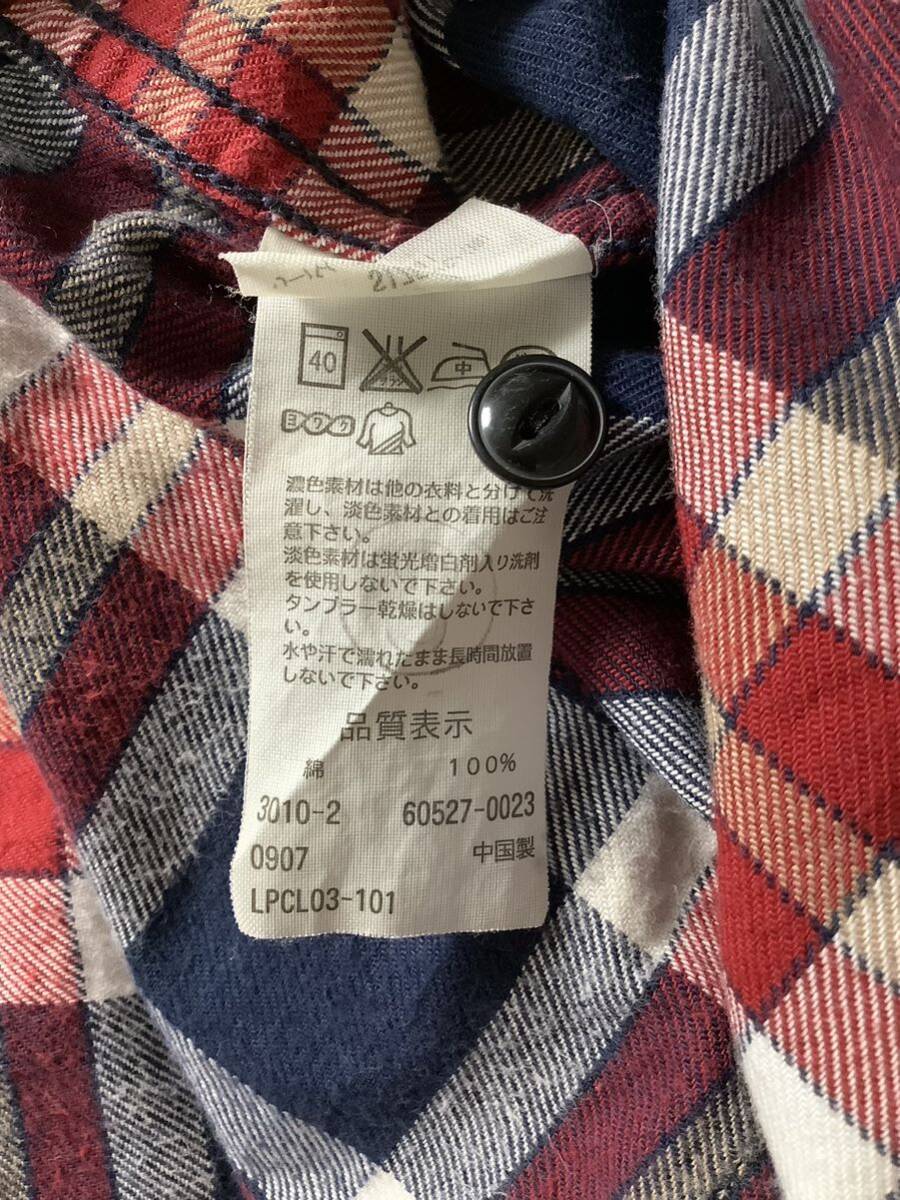 40
中
ヨワク
濃色素材は他の衣料と分けて洗
濯し、淡色素材との着用はご注
意下さい。
淡色素材は蛍光増白剤入り洗剤
を使用しないで下さい。
タンブラー乾燥はしないで下さ
い。
水や汗で濡れたまま長時間放置
しないで下さい。
品質表示
綿 100%
3010-2 60527-0023
0907 中国製
LPCL03-101